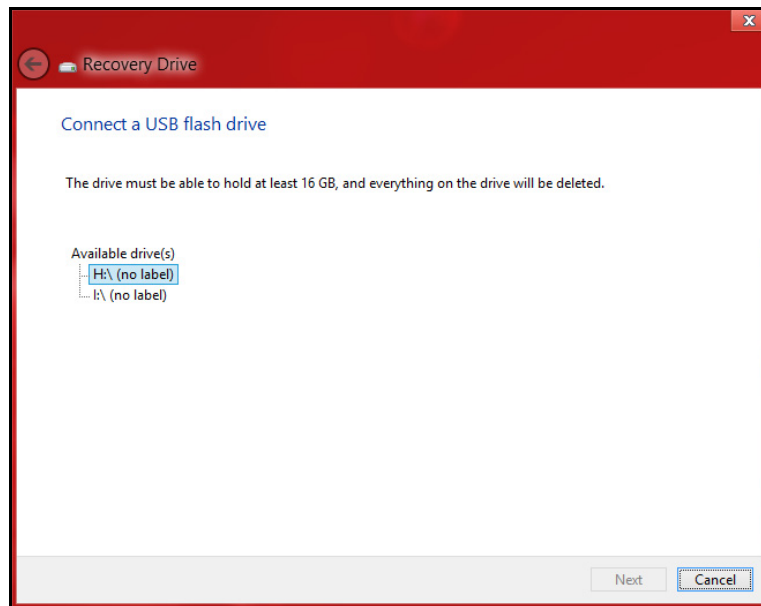 x
Recovery Drive
Connect a USB flash drive
The drive must be able to hold at least 16 GB, and everything on the drive will be deleted.
Available drive(s)
H:\ (no label)
I:\ (no label)
Next Cancel